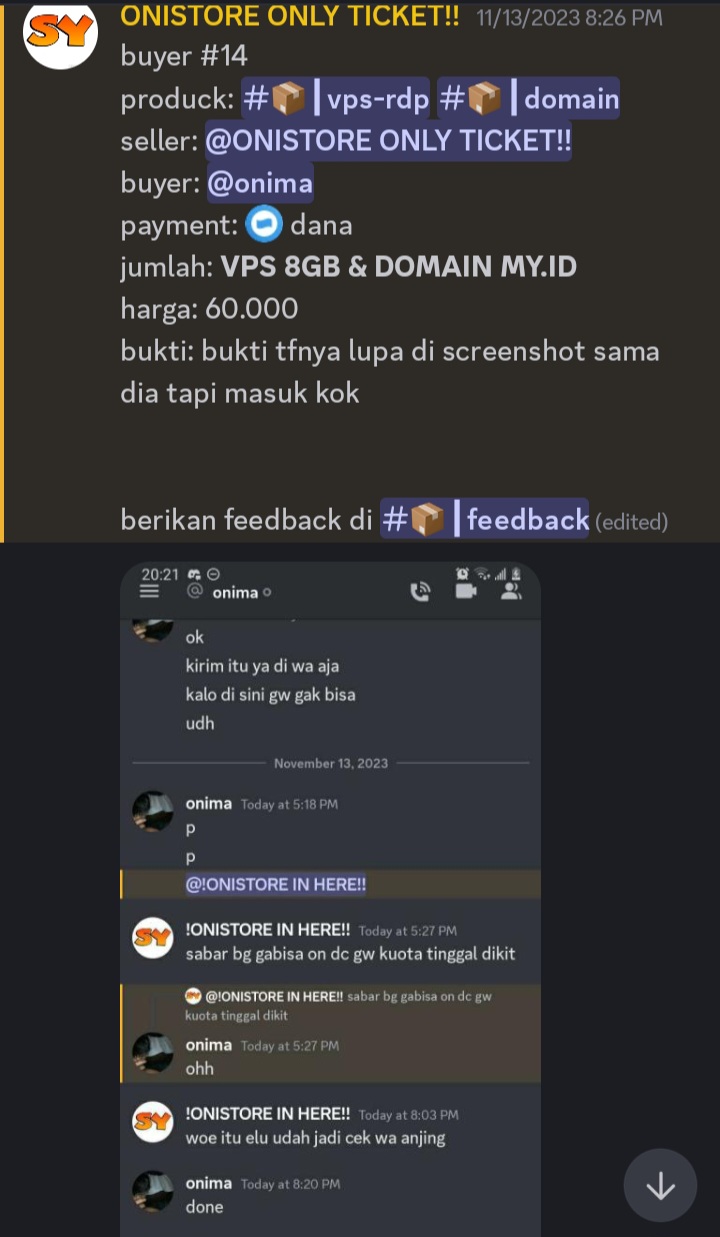 SY
ONISTORE ONLY TICKET!! 11/13/2023 8:26 PM
buyer #14
produck: #📦┃vps-rdp #📦┃domain
seller: @ONISTORE ONLY TICKET!!
buyer: @onima
payment: dana
jumlah: VPS 8GB & DOMAIN MY.ID
harga: 60.000
bukti: bukti tfnya lupa di screenshot sama
dia tapi masuk kok
berikan feedback di #📦┃feedback (edited)
20:21
@ onima
ok
kirim itu ya di wa aja
kalo di sini gw gak bisa
udh
November 13, 2023
onima Today at 5:18 PM
p
p
@!ONISTORE IN HERE!!
SY
!ONISTORE IN HERE!! Today at 5:27 PM
sabar bg gabisa on dc gw kuota tinggal dikit
@!ONISTORE IN HERE!! sabar bg gabisa on dc gw
kuota tinggal dikit
onima Today at 5:27 PM
ohh
SY
!ONISTORE IN HERE!! Today at 8:03 PM
woe itu elu udah jadi cek wa anjing
onima Today at 8:20 PM
done